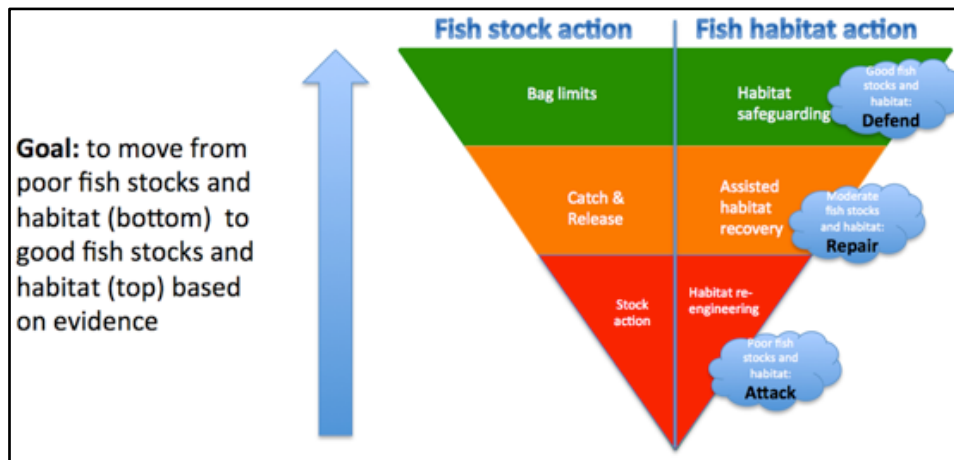 Fish stock action
Fish habitat action
Good fish
stocks and
habitat:
Defend
Bag limits
Habitat
safeguarding
Goal: to move from
poor fish stocks and
habitat (bottom) to
good fish stocks and
habitat (top) based
on evidence
Catch &
Release
Assisted
habitat
recovery
Moderate
fish stocks
and habitat:
Repair
Stock
action
Habitat re-
engineering
Poor fish
stocks and
habitat:
Attack